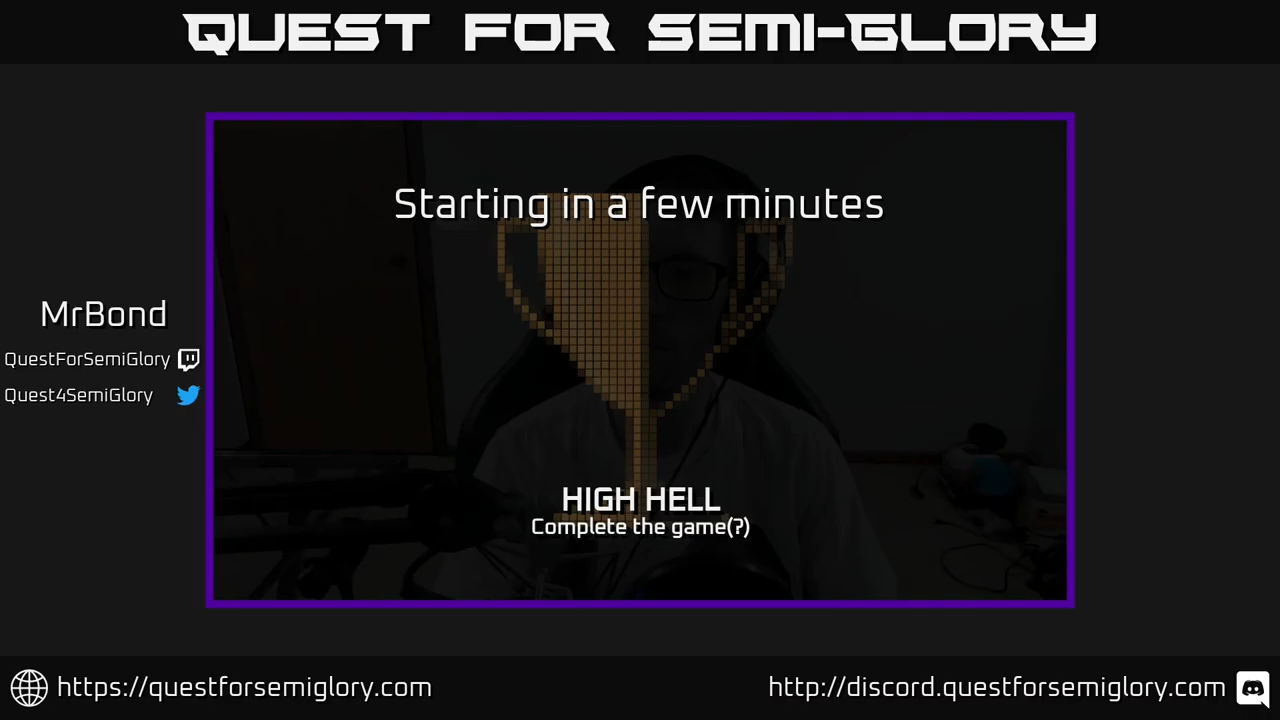 QUEST FOR SEMI-GLORY
Starting in a few minutes
MrBond
QuestForSemiGlory
Quest4SemiGlory
HIGH HELL
Complete the game(?)
https://questforsemiglory.com
http://discord.questforsemiglory.com